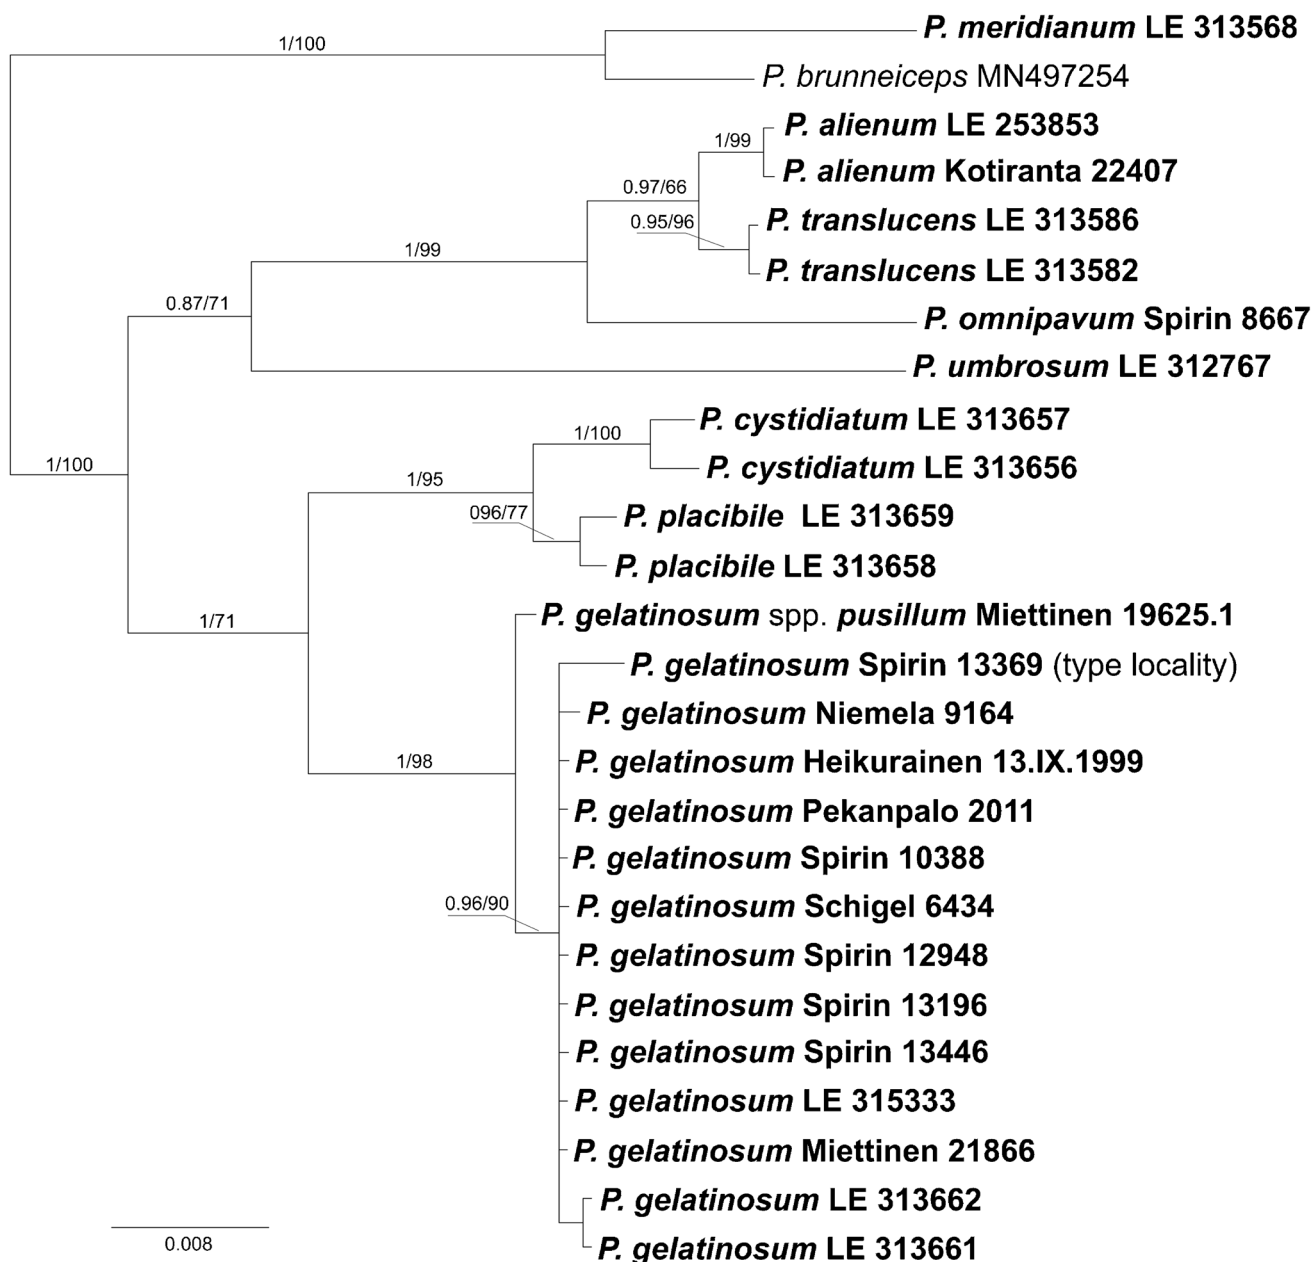 P. meridianum LE 313568
1/100
P. brunneiceps MN497254
P. alienum LE 253853
1/99
P. alienum Kotiranta 22407
0.97/66
P. translucens LE 313586
0.95/96
1/99
P. translucens LE 313582
0.87/71
P. omnipavum Spirin 8667
P. umbrosum LE 312767
P. cystidiatum LE 313657
1/100
1/100
P. cystidiatum LE 313656
1/95
096/77
P. placibile LE 313659
P. placibile LE 313658
1/71
P. gelatinosum spp. pusillum Miettinen 19625.1
P. gelatinosum Spirin 13369 (type locality)
P. gelatinosum Niemela 9164
1/98
P. gelatinosum Heikurainen 13.IX.1999
P. gelatinosum Pekanpalo 2011
P. gelatinosum Spirin 10388
0.96/90
P. gelatinosum Schigel 6434
P. gelatinosum Spirin 12948
P. gelatinosum Spirin 13196
P. gelatinosum Spirin 13446
P. gelatinosum LE 315333
P. gelatinosum Miettinen 21866
P. gelatinosum LE 313662
0.008
P. gelatinosum LE 313661